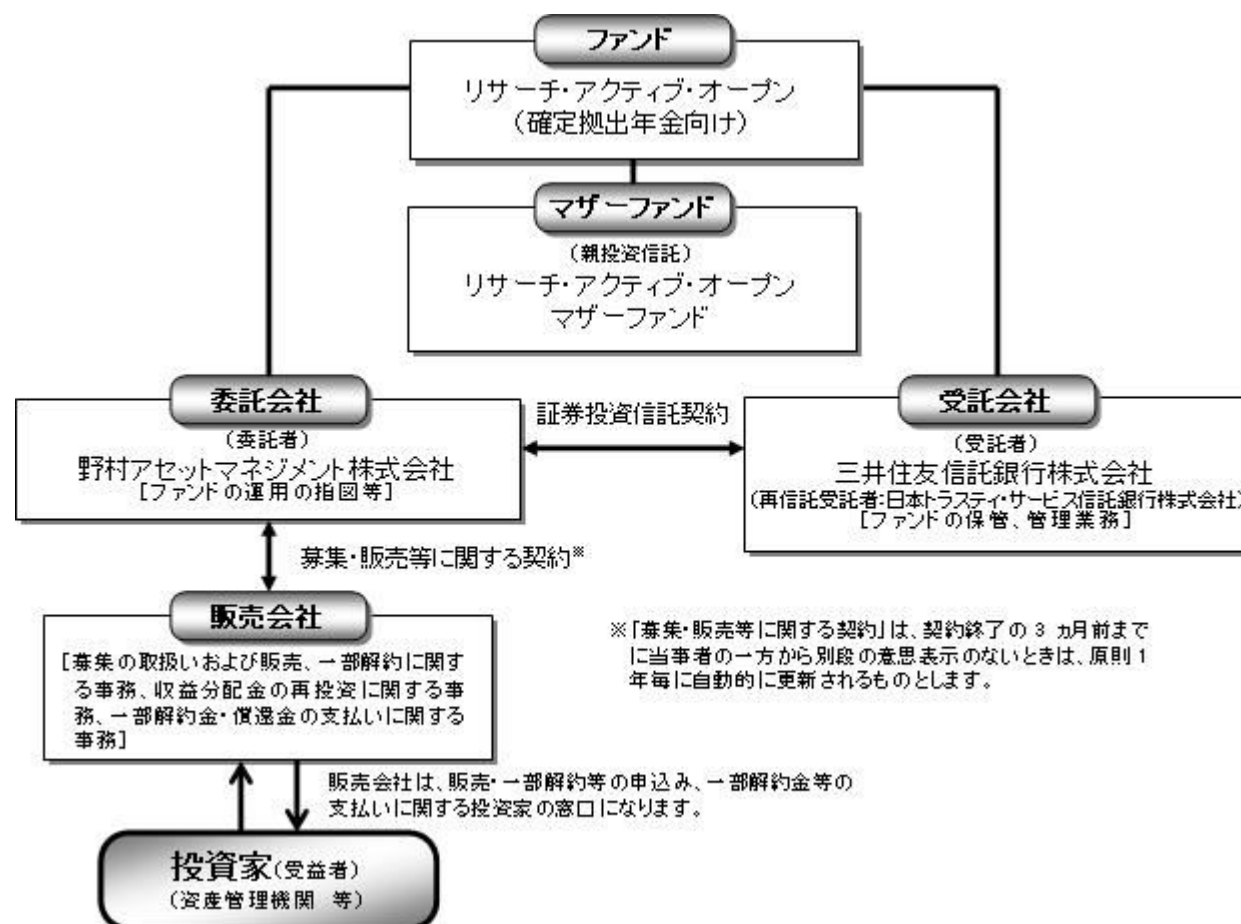 ファンド
リサーチ・アクティブ・オープン
（確定拠出年金向け）
マザーファンド
（親投資信託）
リサーチ・アクティブ・オープン
マザーファンド
委託会社
（委託者）
野村アセットマネジメント株式会社
［ファンドの運用の指図等］
証券投資信託契約
受託会社
（受託者）
三井住友信託銀行株式会社
（再信託受託者：日本トラスティ・サービス信託銀行株式会社）
［ファンドの保管、管理業務］
募集・販売等に関する契約※
販売会社
［募集の取扱いおよび販売、一部解約に関す
る事務、収益分配金の再投資に関する事
務、一部解約金・償還金の支払いに関する
事務］
※「募集・販売等に関する契約」は、契約終了の 3 ヵ月前まで
に当事者の一方から別段の意思表示のないときは、原則 1
年毎に自動的に更新されるものとします。
販売会社は、販売・一部解約等の申込み、一部解約金等の
支払いに関する投資家の窓口になります。
投資家（受益者）
（資産管理機関 等）